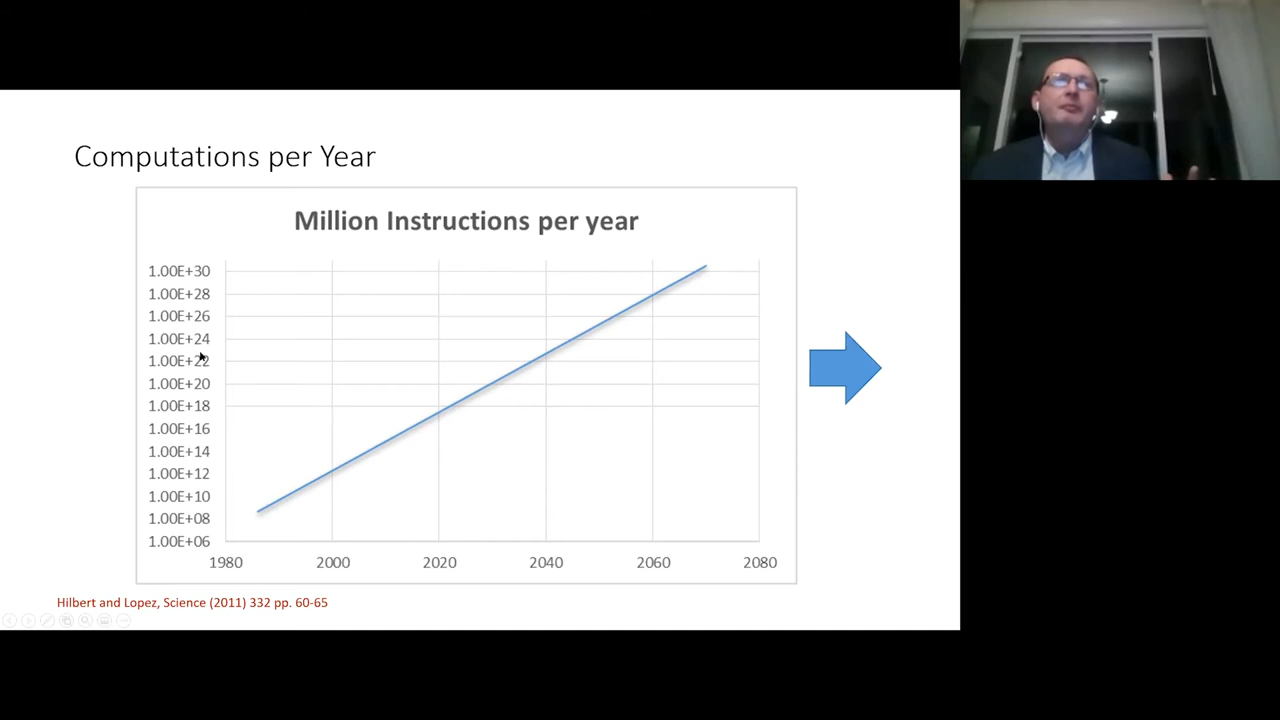 Computations per Year
Million Instructions per year
1.00E+30
1.00E+28
1.00E+26
1.00E+24
1.00E+22
1.00E+20
1.00E+18
1.00E+16
1.00E+14
1.00E+12
1.00E+10
1.00E+08
1.00E+06
1980 2000 2020 2040 2060 2080
Hilbert and Lopez, Science (2011) 332 pp. 60-65